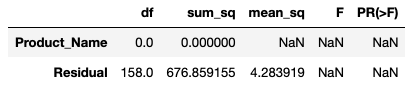 df sum_sq mean_sq F PR(>F)
Product_Name 0.0 0.000000 NaN NaN NaN
Residual 158.0 676.859155 4.283919 NaN NaN